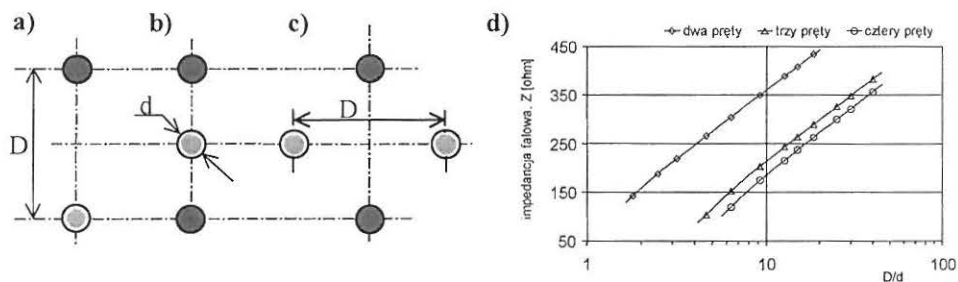 a)
b)
c)
d)
D
d
D
dwa pręty
trzy pręty
cztery pręty
impedancja falowa, Z [ohm]
450
350
250
150
50
1
10
100
D/d